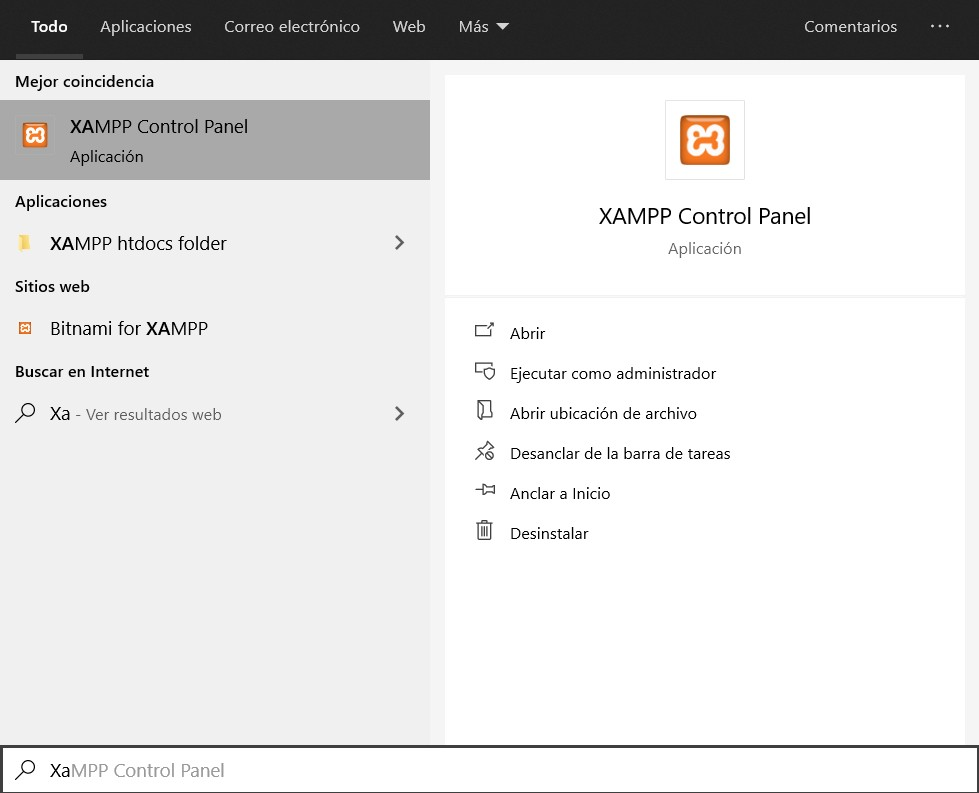 Todo Aplicaciones Correo electrónico Web Más Comentarios ...
Mejor coincidencia
XAMPP Control Panel
Aplicación
Aplicaciones
XAMPP htdocs folder
Sitios web
Bitnami for XAMPP
Buscar en Internet
Xa - Ver resultados web
XAMPP Control Panel
Aplicación
Abrir
Ejecutar como administrador
Abrir ubicación de archivo
Desanclar de la barra de tareas
Anclar a Inicio
Desinstalar
XaMPP Control Panel